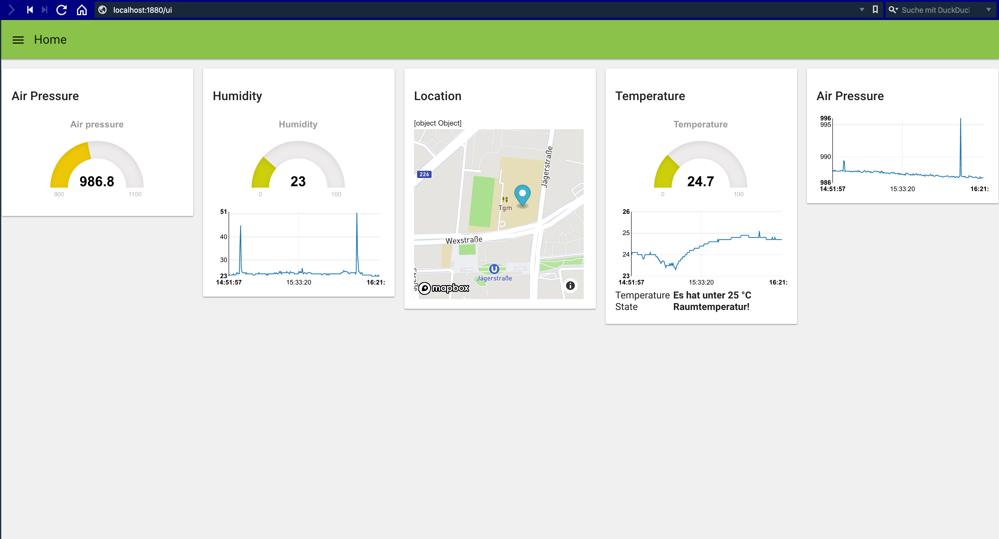 localhost:1880/ui
Suche mit DuckDuc
Home
Air Pressure
Air pressure
986.8
900
1100
Humidity
Humidity
23
0
100
51
40
30
23
14:51:57
15:33:20
16:21:
Location
[object Object]
226
Jägerstraße
Tgm
Wexstraße
Jägerstraße
mapbox
Temperature
Temperature
24.7
0
100
26
25
24
23
14:51:57
15:33:20
16:21:
Temperature State
Es hat unter 25 °C
Raumtemperatur!
Air Pressure
996
995
990
986
14:51:57
15:33:20
16:21: